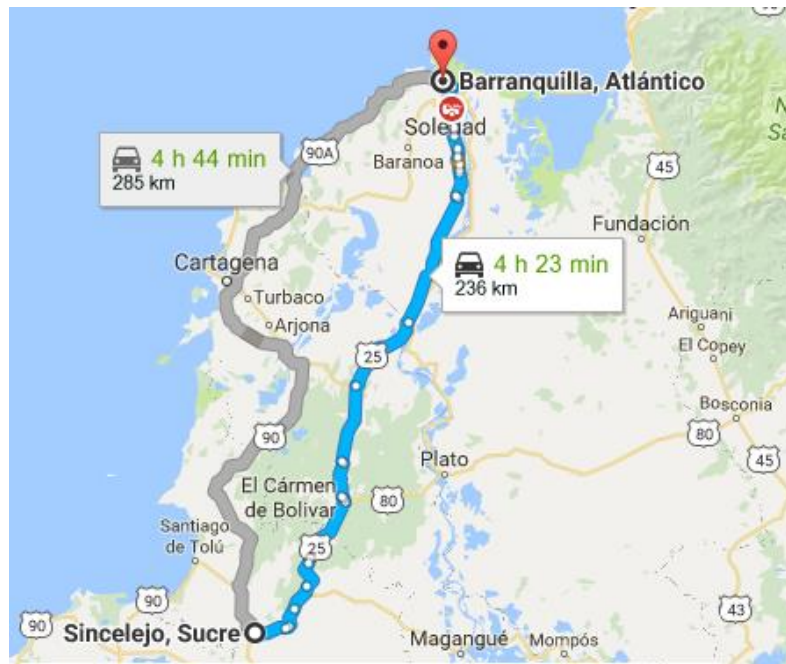 Barranquilla, Atlántico
Soledad
Baranoa
90A
4 h 44 min
285 km
45
N
Sa
Fundación
4 h 23 min
236 km
Cartagena
Turbaco
Arjona
Ariguani
El Copey
25
Bosconia
90
80
45
Plato
El Cármen
de Bolivar
80
Santiago
de Tolú
25
90
90
43
Sincelejo, Sucre
Magangué
Mompós